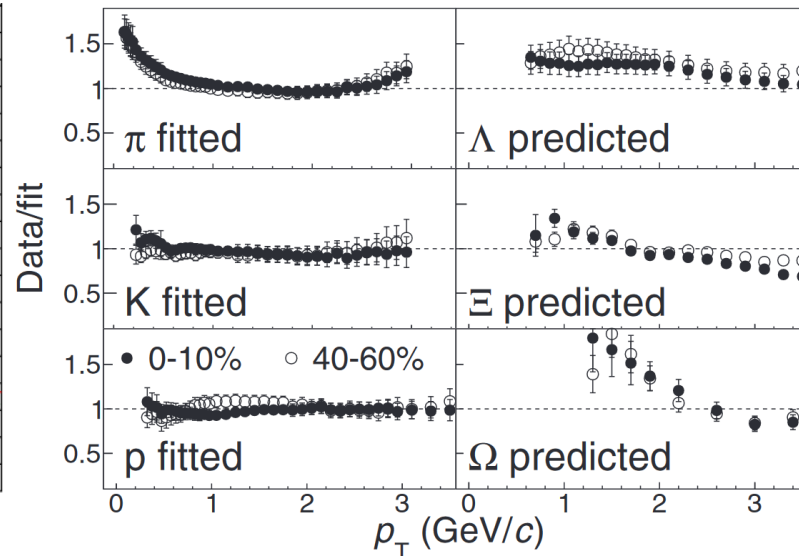 1.5
1
0.5
π fitted
Λ predicted
1.5
1
0.5
K fitted
Ξ predicted
Data/fit
0-10% 40-60%
1.5
1
0.5
p fitted
Ω predicted
0 1 2 3 0 1 2 3
p_T (GeV/c)